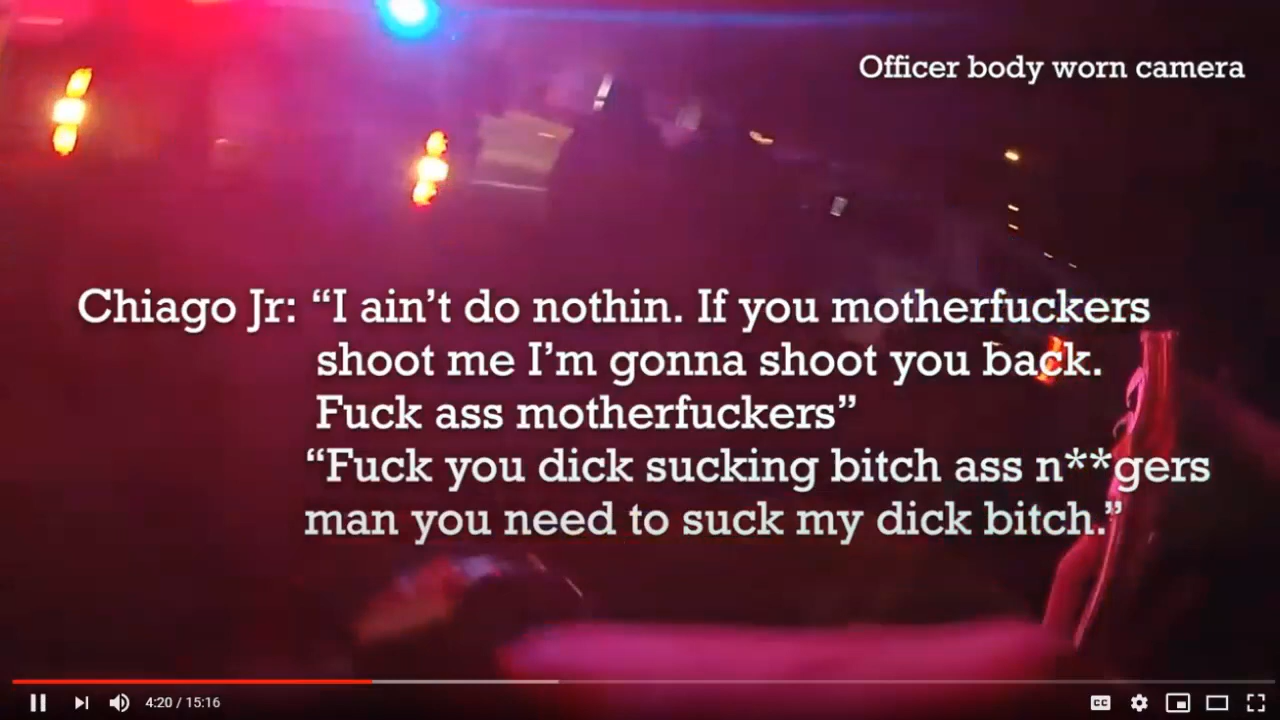 Officer body worn camera
Chiago Jr: “I ain’t do nothin. If you motherfuckers
shoot me I’m gonna shoot you back.
Fuck ass motherfuckers”
“Fuck you dick sucking bitch ass n**gers
man you need to suck my dick bitch.”
4:20 / 15:16
CC